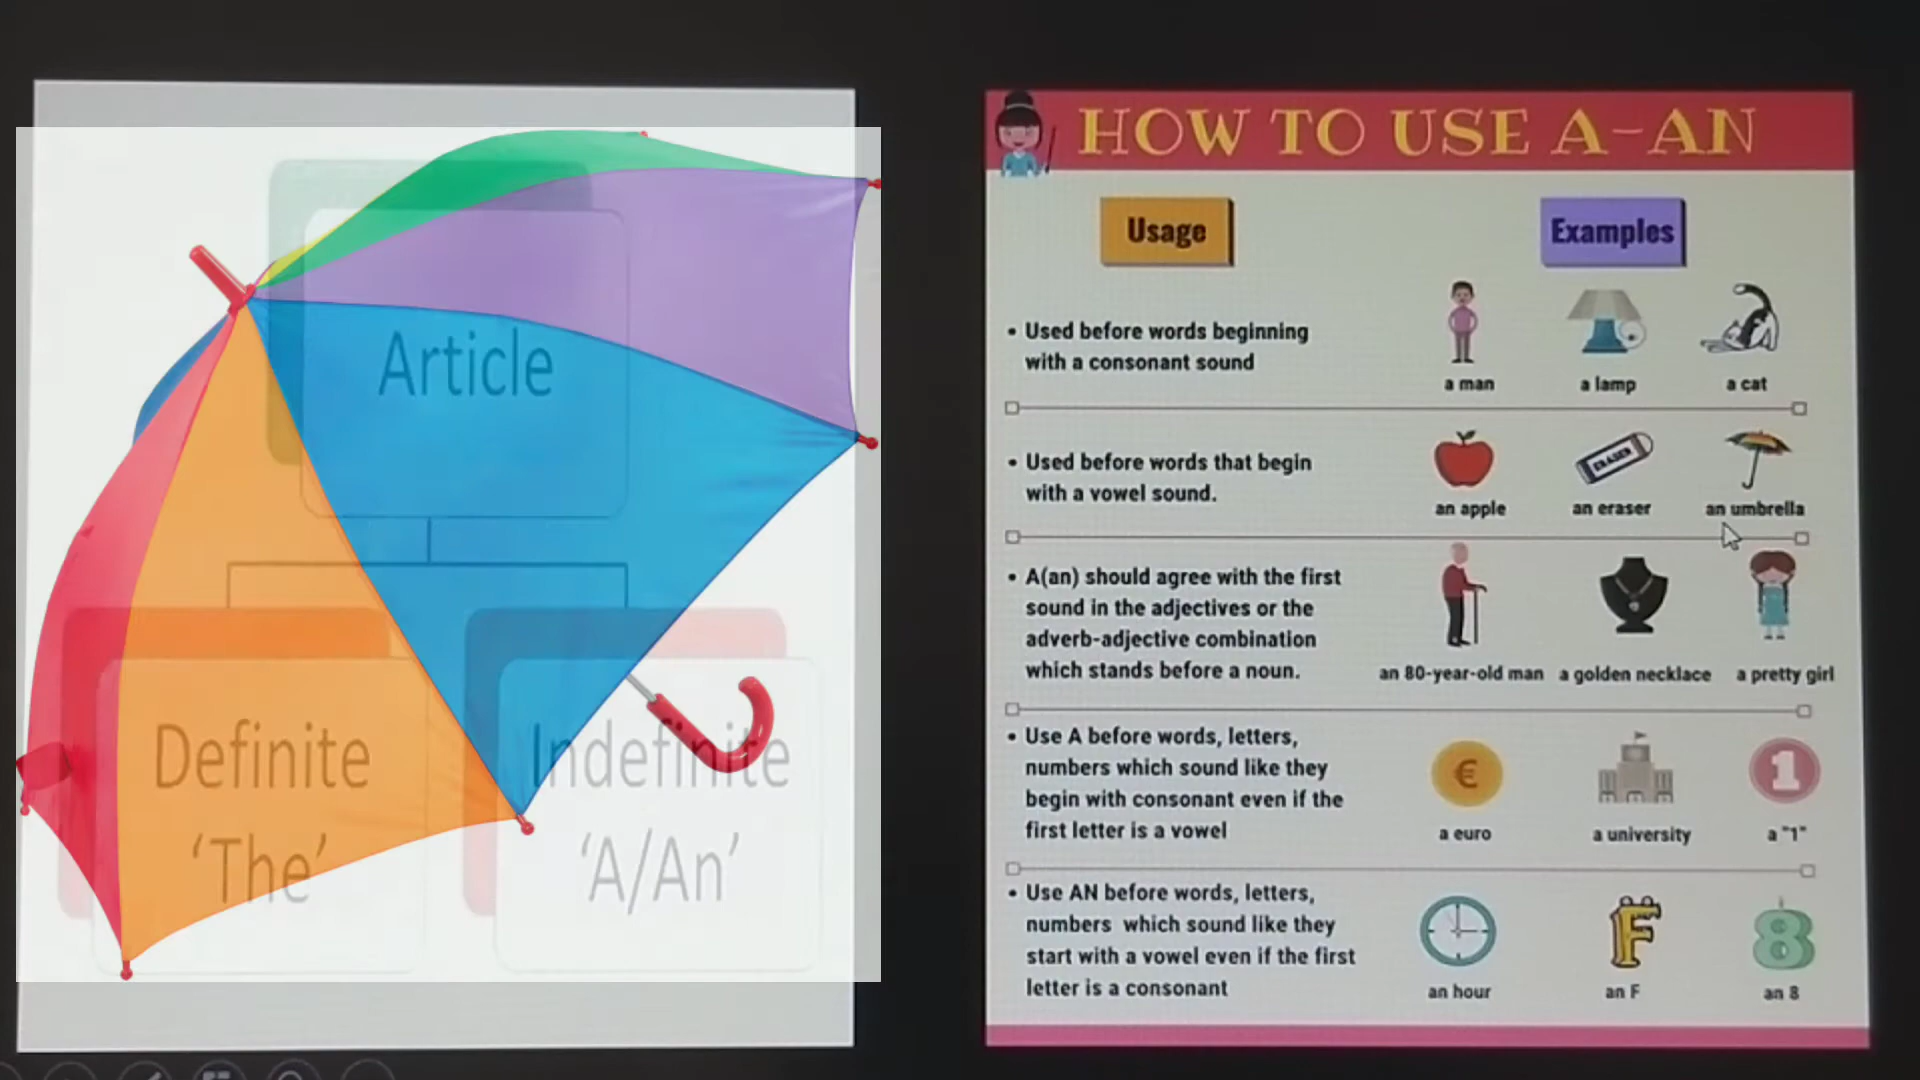 Article
Definite
'The'
Indefinite
'A/An'
HOW TO USE A-AN
Usage
Examples
• Used before words beginning
with a consonant sound
a man
a lamp
a cat
• Used before words that begin
with a vowel sound.
ERASER
an apple
an eraser
an umbrella
• A(an) should agree with the first
sound in the adjectives or the
adverb-adjective combination
which stands before a noun.
an 80-year-old man
a golden necklace
a pretty girl
• Use A before words, letters,
numbers which sound like they
begin with consonant even if the
first letter is a vowel
€
1
a euro
a university
a "1"
• Use AN before words, letters,
numbers which sound like they
start with a vowel even if the first
letter is a consonant
F
8
an hour
an F
an 8